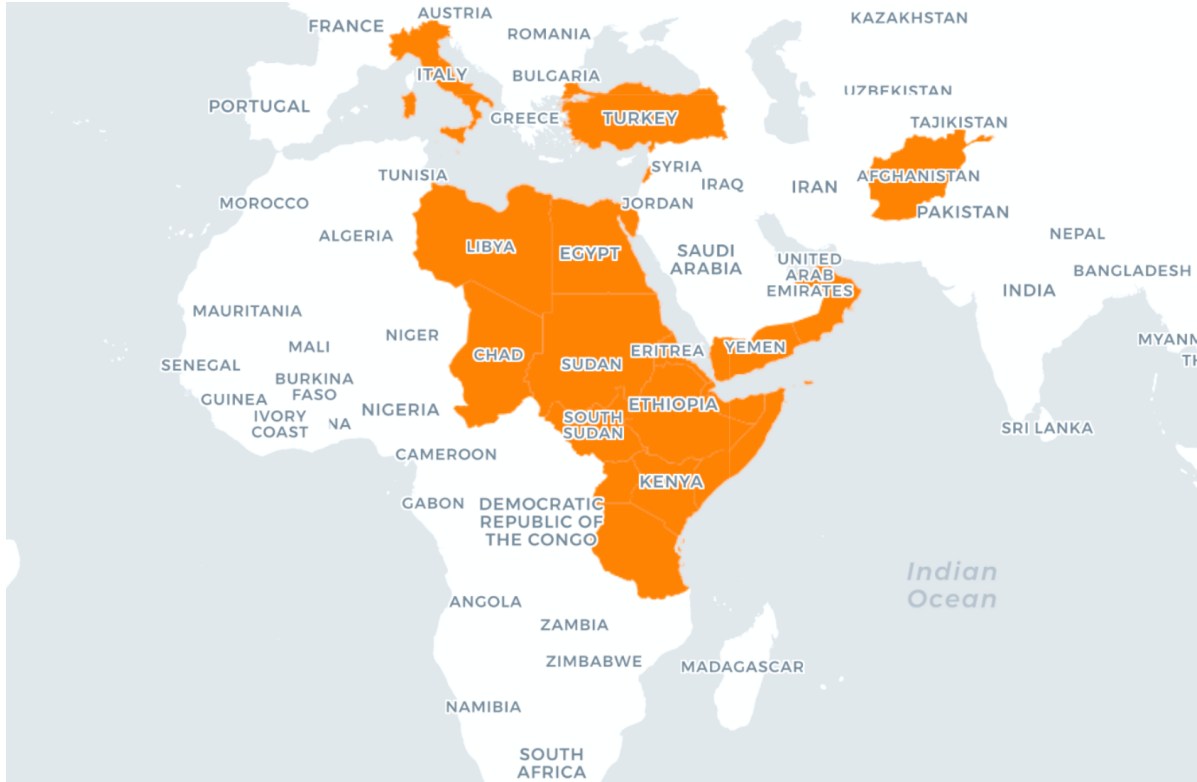 AUSTRIA
KAZAKHSTAN
FRANCE
ROMANIA
ITALY
BULGARIA
UZBEKISTAN
PORTUGAL
GREECE
TURKEY
TAJIKISTAN
SYRIA
TUNISIA
IRAQ
IRAN
AFGHANISTAN
MOROCCO
JORDAN
PAKISTAN
ALGERIA
LIBYA
EGYPT
SAUDI
ARABIA
NEPAL
UNITED
ARAB
EMIRATES
BANGLADESH
INDIA
MAURITANIA
NIGER
MALI
CHAD
SUDAN
ERITREA
YEMEN
MYANM
TH
SENEGAL
BURKINA
FASO
GUINEA
IVORY
COAST
NA
NIGERIA
SOUTH
SUDAN
ETHIOPIA
SRI LANKA
CAMEROON
KENYA
GABON
DEMOCRATIC
REPUBLIC OF
THE CONGO
Indian
Ocean
ANGOLA
ZAMBIA
ZIMBABWE
MADAGASCAR
NAMIBIA
SOUTH
AFRICA